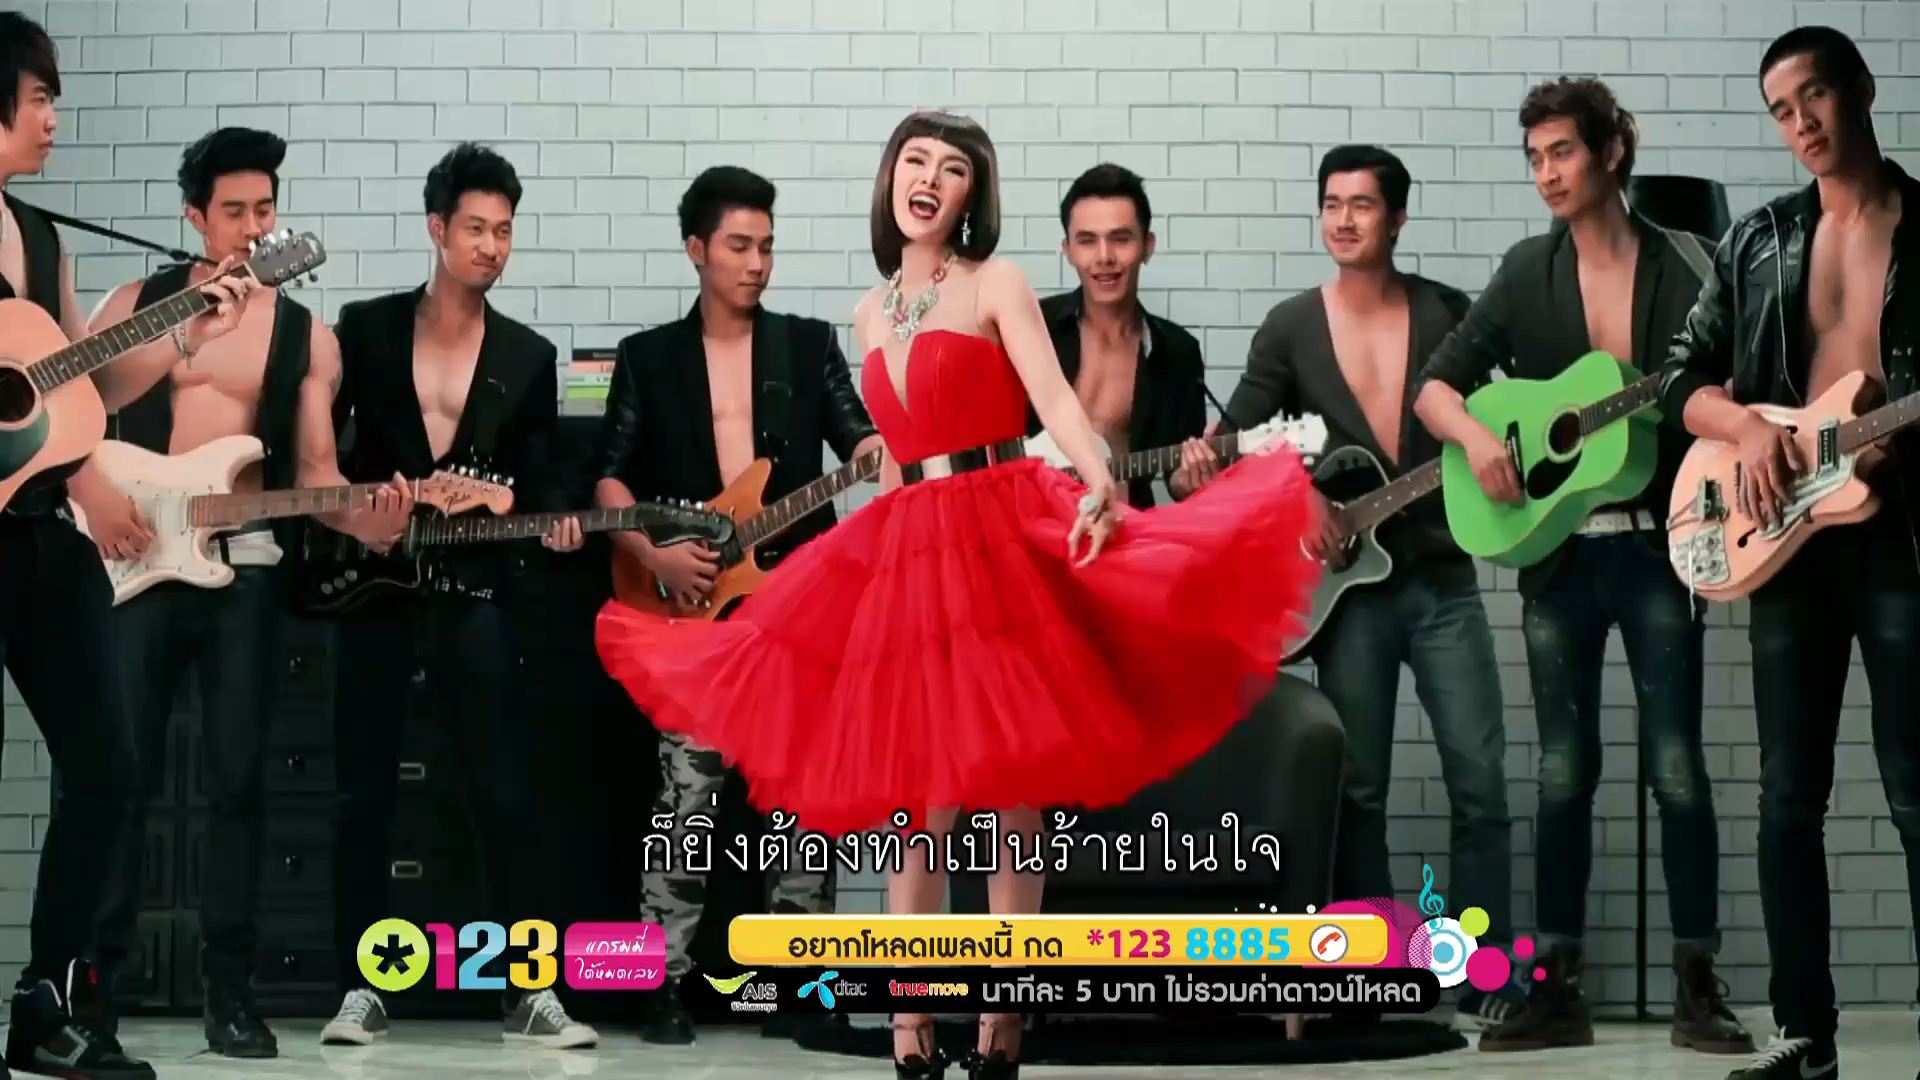 Fender
ก็ยิ่งต้องทำเป็นร้ายในใจ
*123
แกรมมี่
ได้หมดเลย
อยากโหลดเพลงนี้ กด *123 8885
AIS dtac truemove นาทีละ 5 บาท ไม่รวมค่าดาวน์โหลด